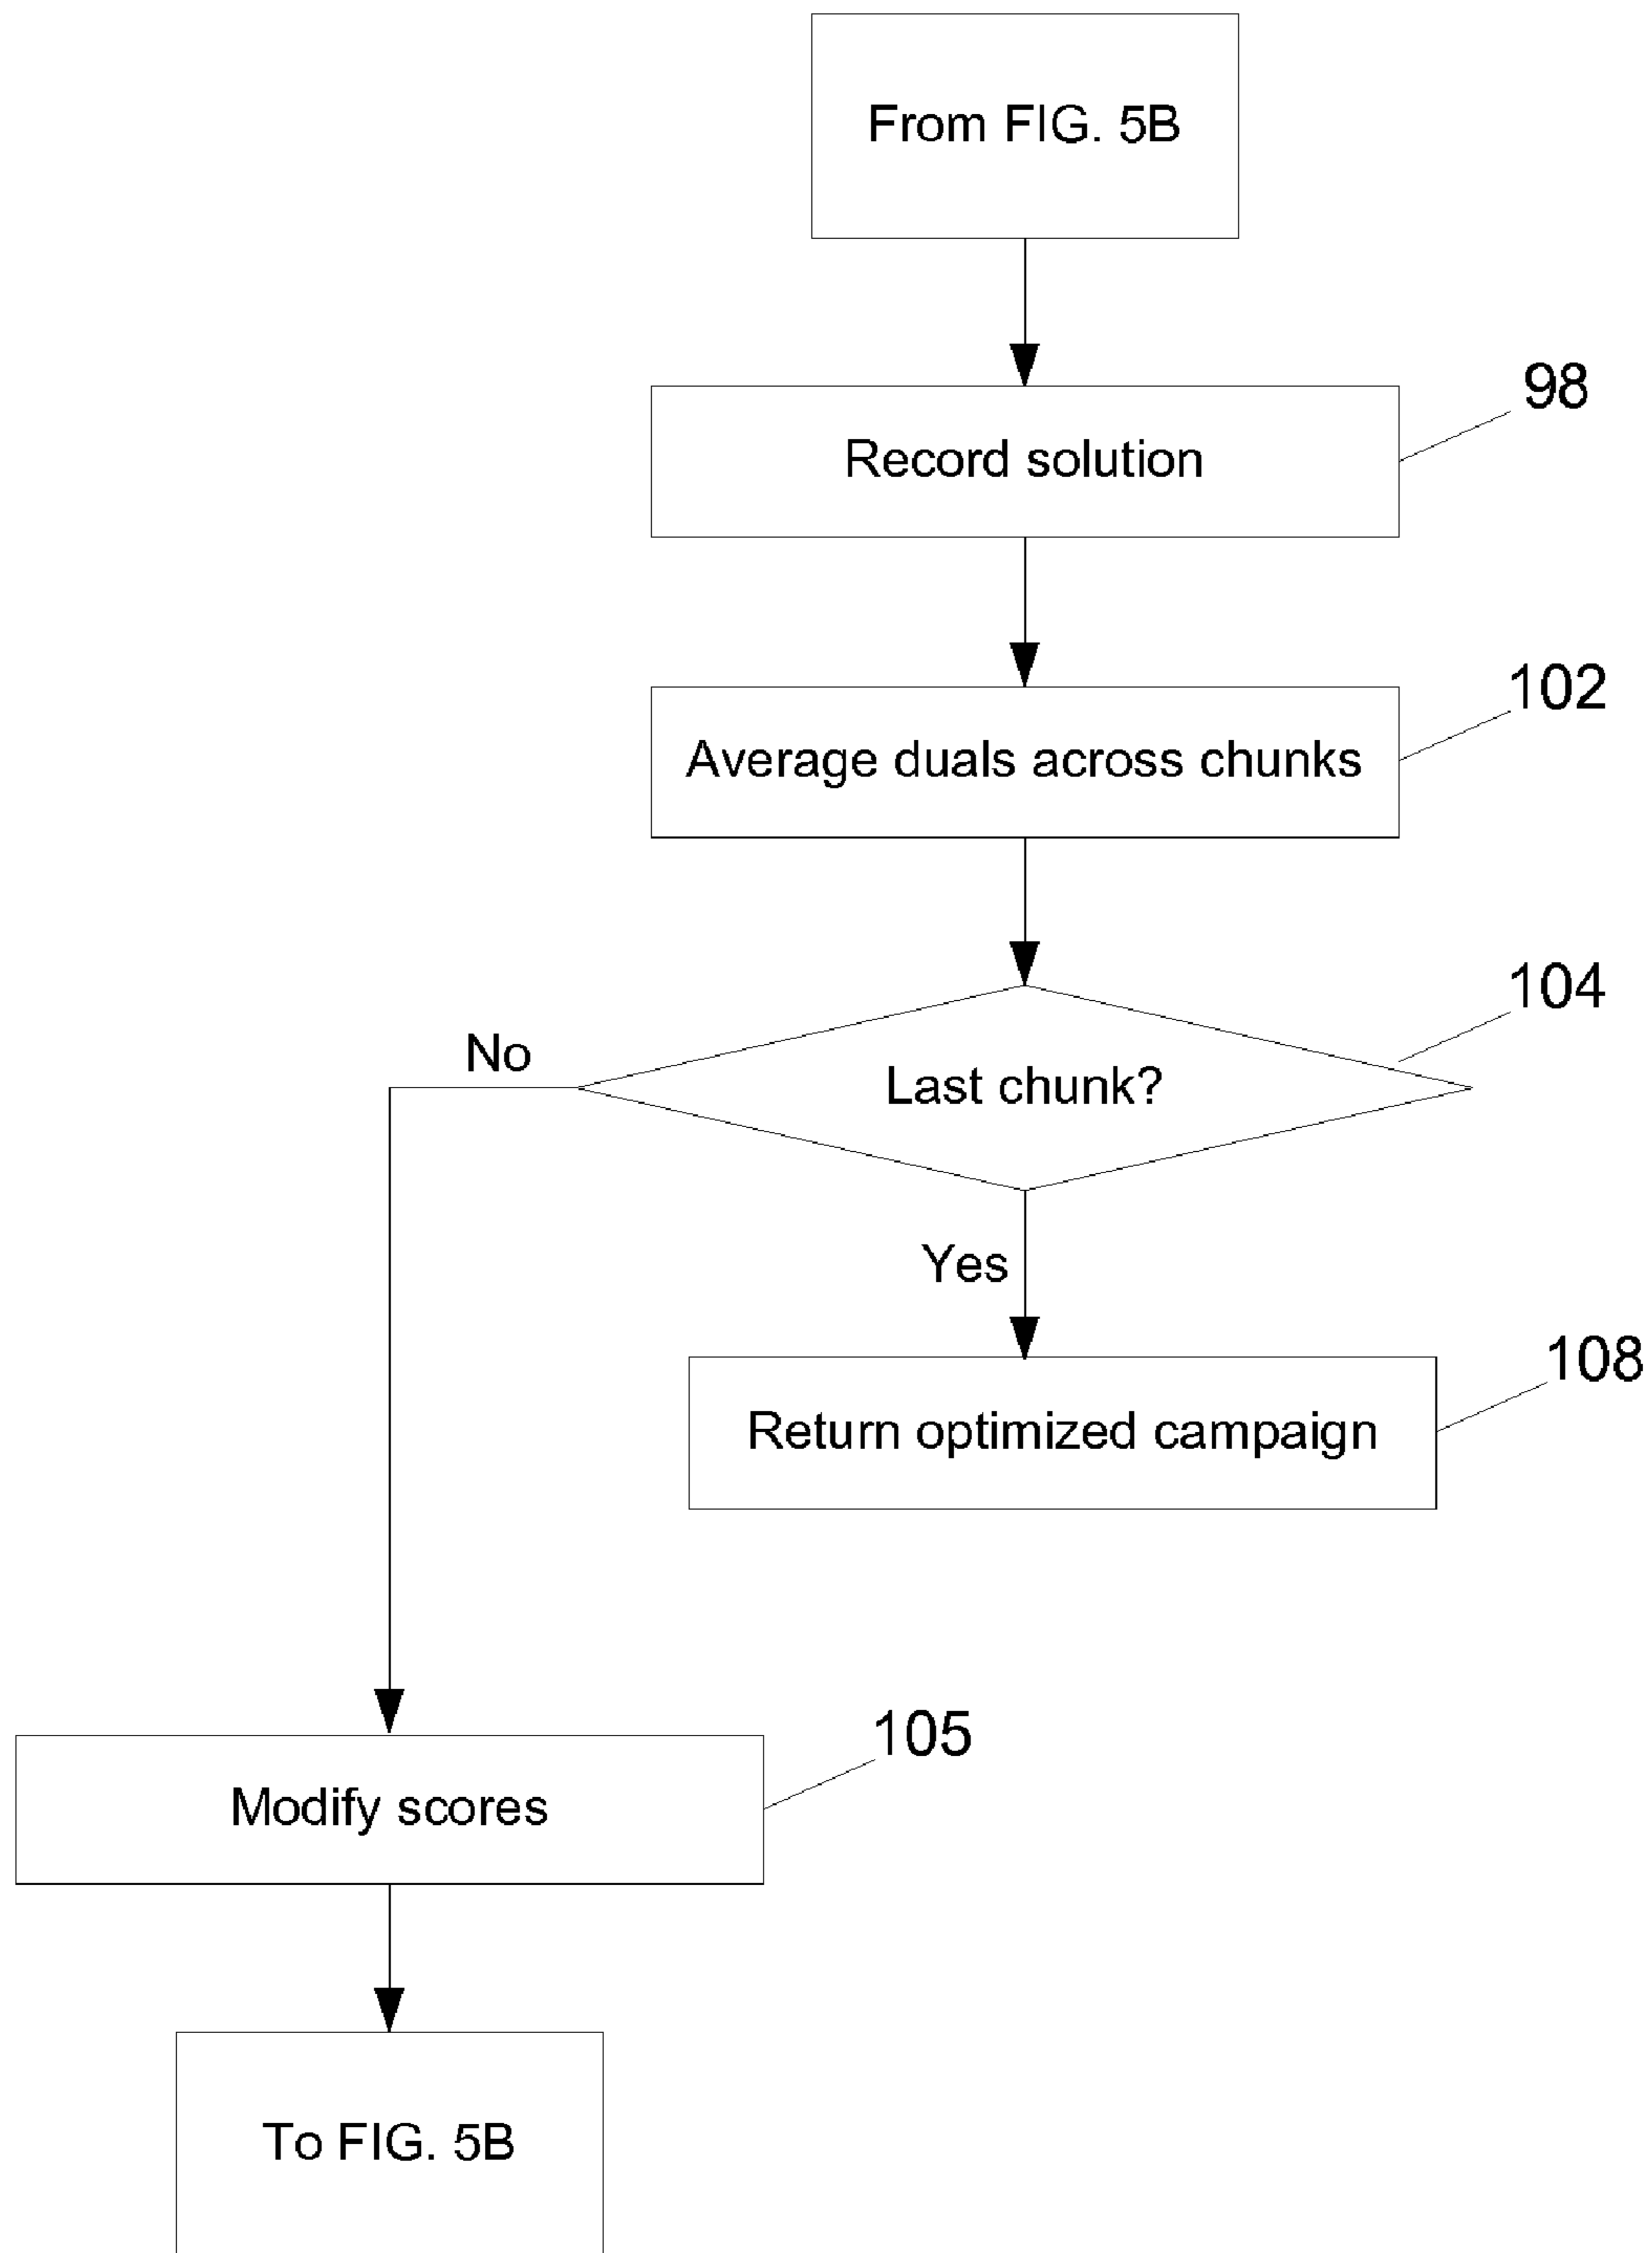 From FIG. 5B
98
Record solution
102
Average duals across chunks
104
No
Last chunk?
Yes
108
Return optimized campaign
105
Modify scores
To FIG. 5B